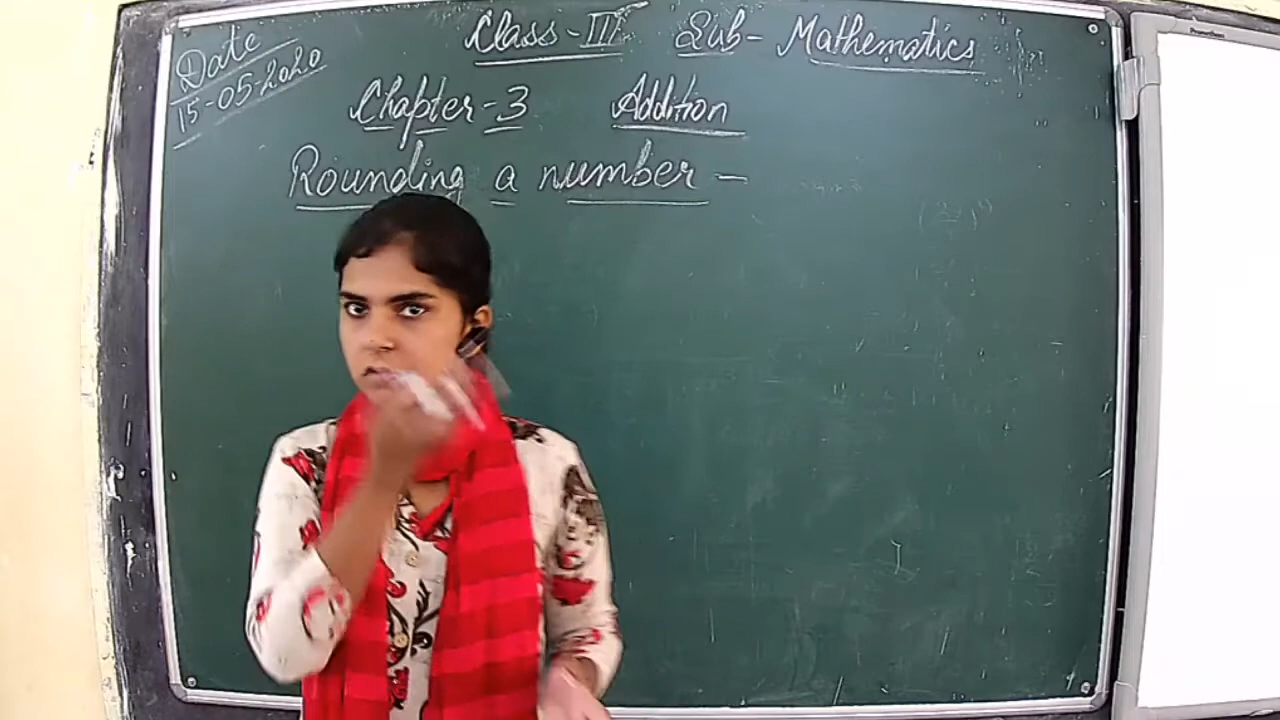 Date
15-05-2020
Class-III Sub- Mathematics
Chapter-3 Addition
Rounding a number –